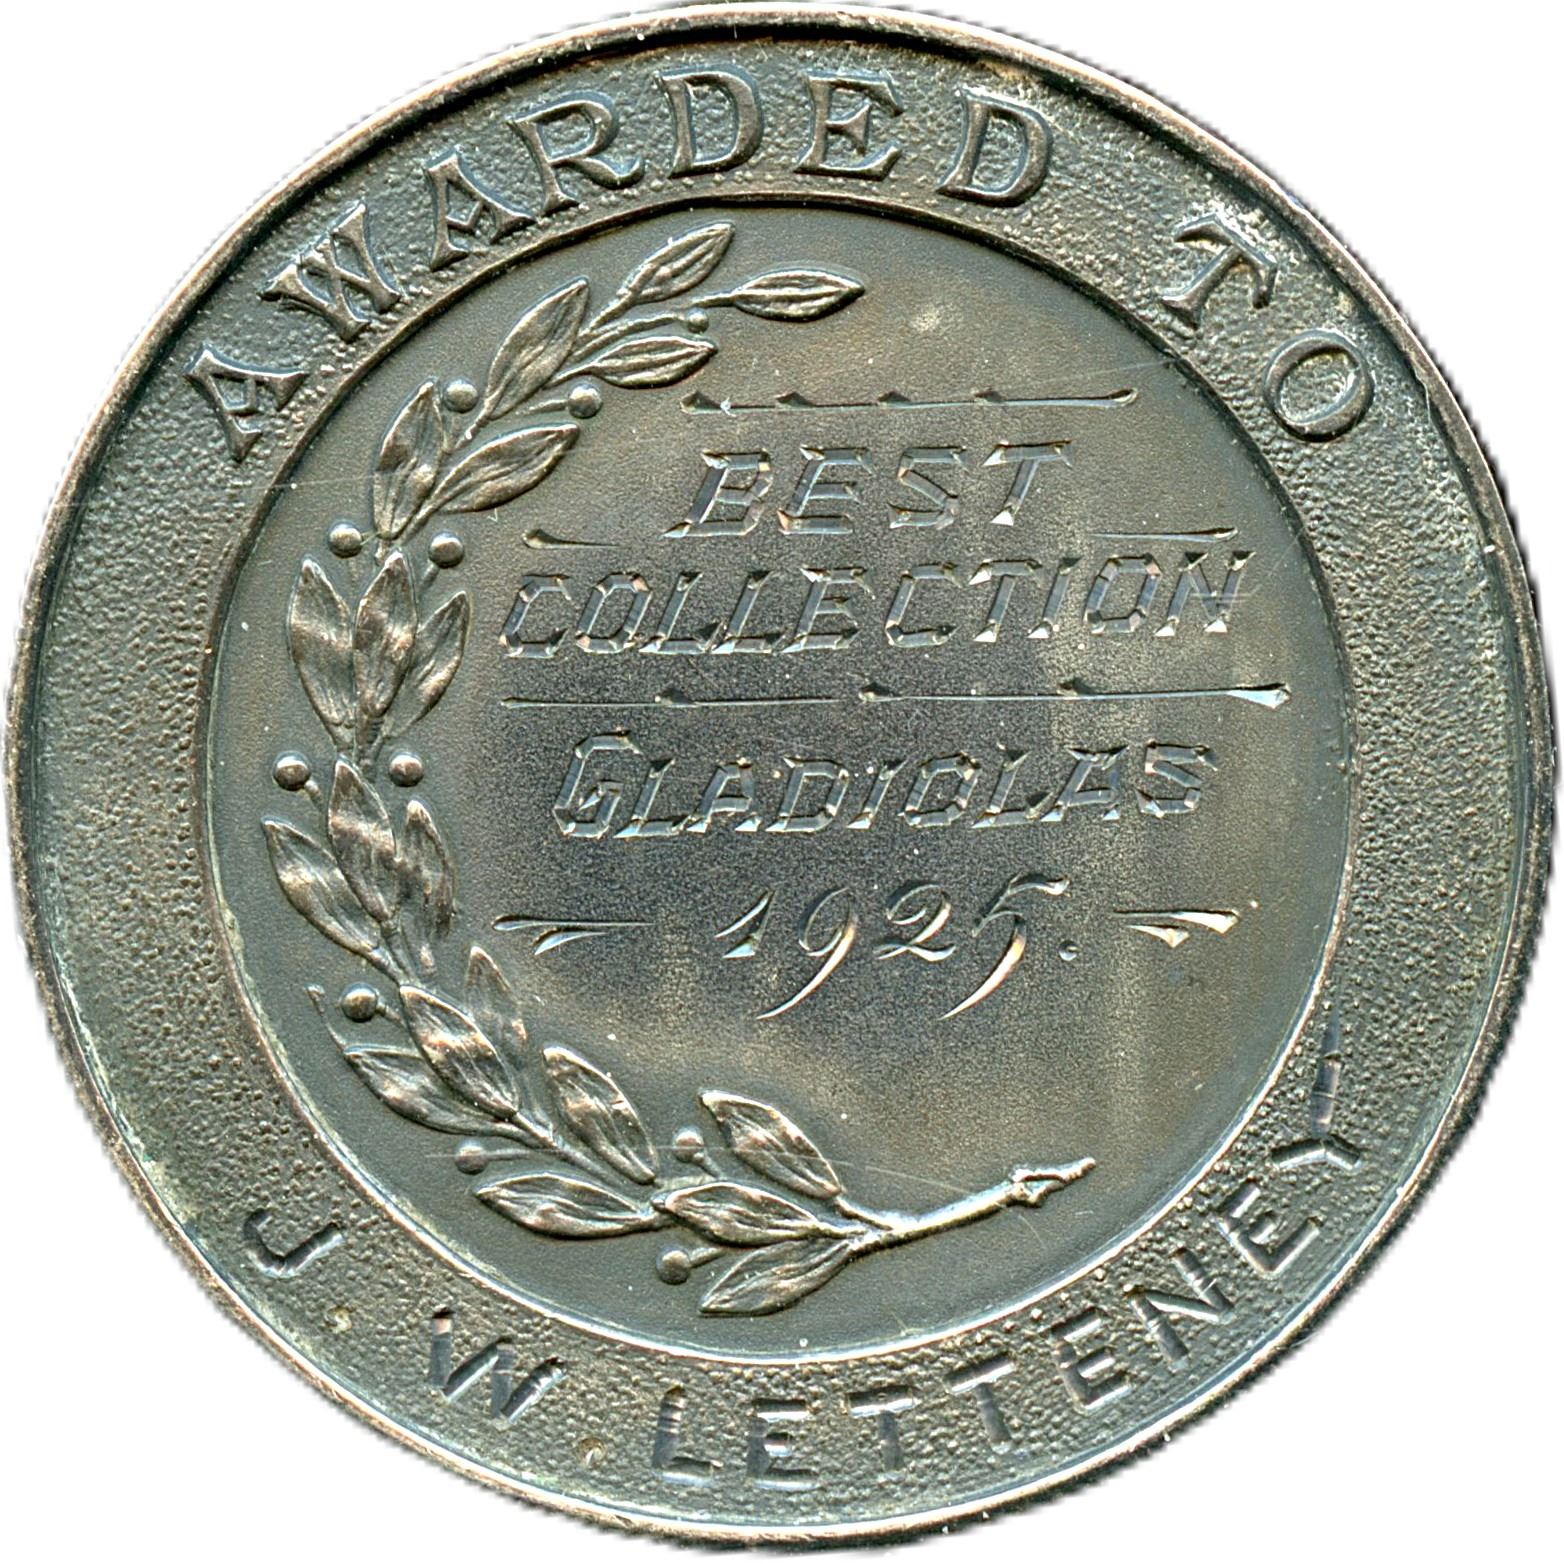 AWARDED TO
BEST
COLLECTION
GLADIOLAS
1925.
J. W. LETTENEY